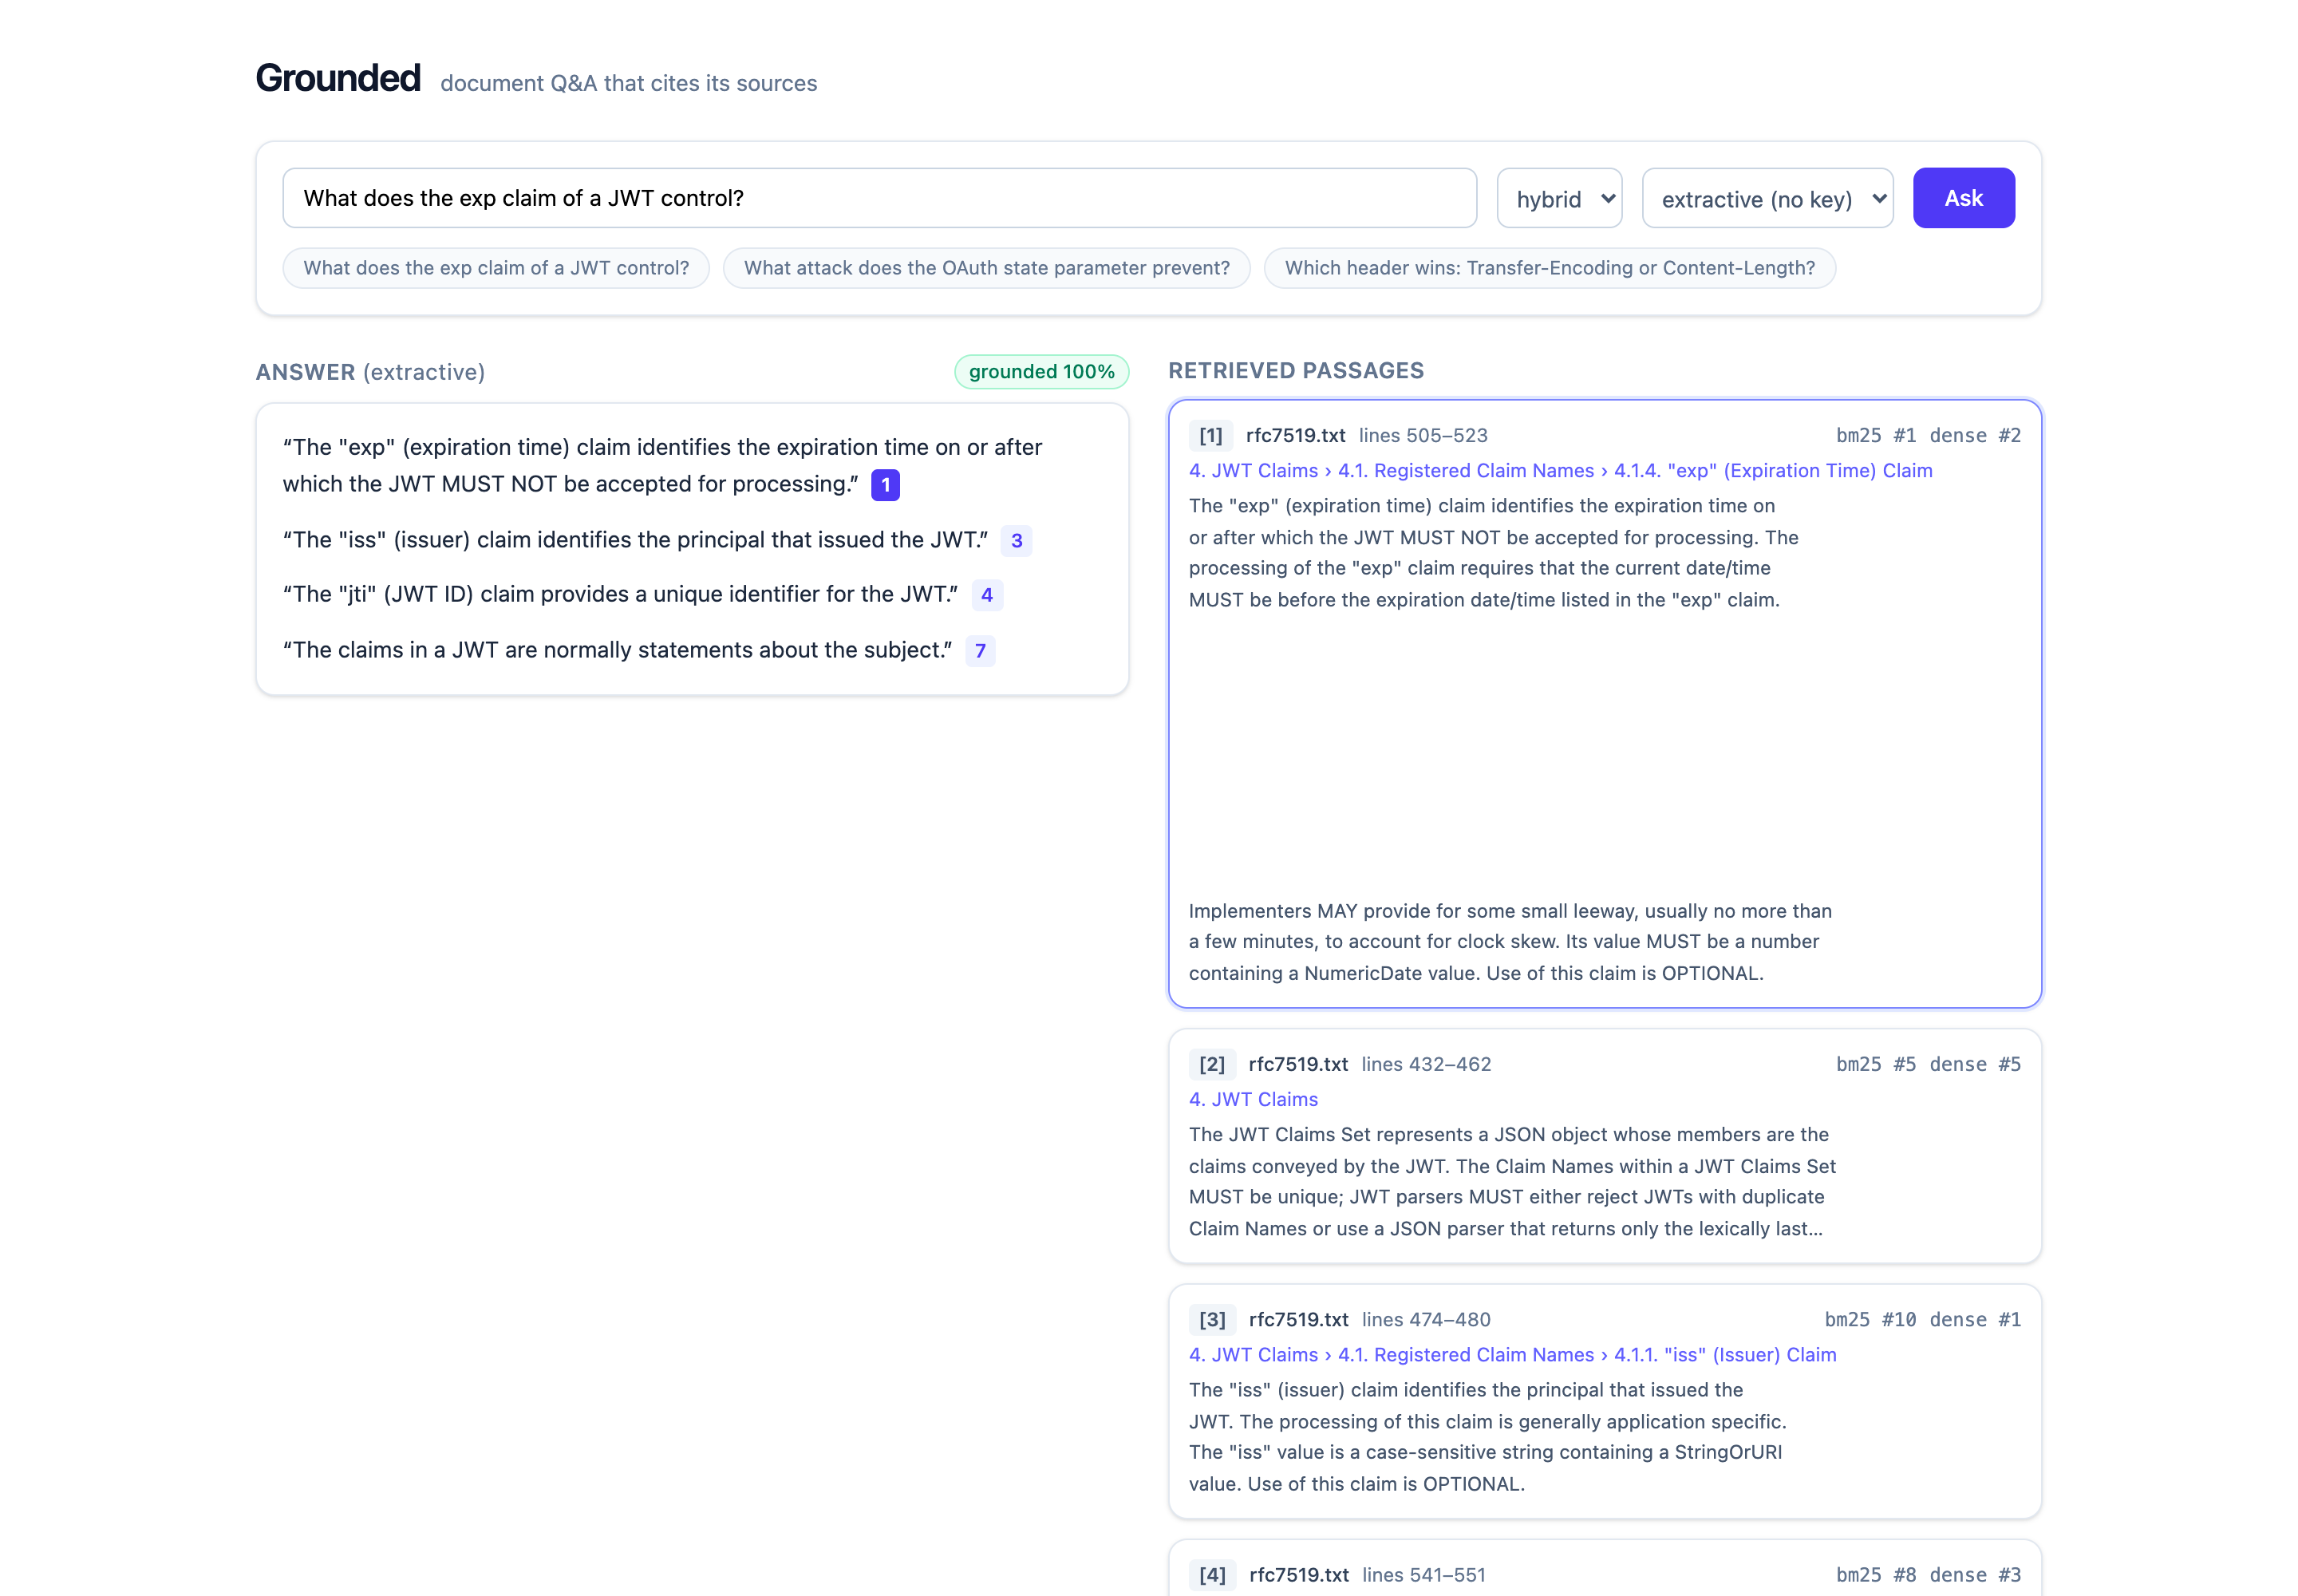 Grounded document Q&A that cites its sources
What does the exp claim of a JWT control?
hybrid
extractive (no key)
Ask
What does the exp claim of a JWT control?
What attack does the OAuth state parameter prevent?
Which header wins: Transfer-Encoding or Content-Length?
ANSWER (extractive)
grounded 100%
“The "exp" (expiration time) claim identifies the expiration time on or after
which the JWT MUST NOT be accepted for processing.” 1
“The "iss" (issuer) claim identifies the principal that issued the JWT.” 3
“The "jti" (JWT ID) claim provides a unique identifier for the JWT.” 4
“The claims in a JWT are normally statements about the subject.” 7
RETRIEVED PASSAGES
[1] rfc7519.txt lines 505–523 bm25 #1 dense #2
4. JWT Claims › 4.1. Registered Claim Names › 4.1.4. "exp" (Expiration Time) Claim
The "exp" (expiration time) claim identifies the expiration time on
or after which the JWT MUST NOT be accepted for processing. The
processing of the "exp" claim requires that the current date/time
MUST be before the expiration date/time listed in the "exp" claim.
Implementers MAY provide for some small leeway, usually no more than
a few minutes, to account for clock skew. Its value MUST be a number
containing a NumericDate value. Use of this claim is OPTIONAL.
[2] rfc7519.txt lines 432–462 bm25 #5 dense #5
4. JWT Claims
The JWT Claims Set represents a JSON object whose members are the
claims conveyed by the JWT. The Claim Names within a JWT Claims Set
MUST be unique; JWT parsers MUST either reject JWTs with duplicate
Claim Names or use a JSON parser that returns only the lexically last...
[3] rfc7519.txt lines 474–480 bm25 #10 dense #1
4. JWT Claims › 4.1. Registered Claim Names › 4.1.1. "iss" (Issuer) Claim
The "iss" (issuer) claim identifies the principal that issued the
JWT. The processing of this claim is generally application specific.
The "iss" value is a case-sensitive string containing a StringOrURI
value. Use of this claim is OPTIONAL.
[4] rfc7519.txt lines 541–551 bm25 #8 dense #3